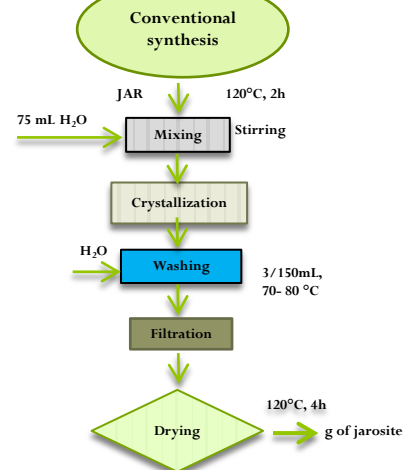 Conventional
synthesis
JAR
120°C, 2h
75 mL H₂O
Mixing
Stirring
Crystallization
H₂O
Washing
3/150mL,
70- 80 °C
Filtration
120°C, 4h
Drying
g of jarosite